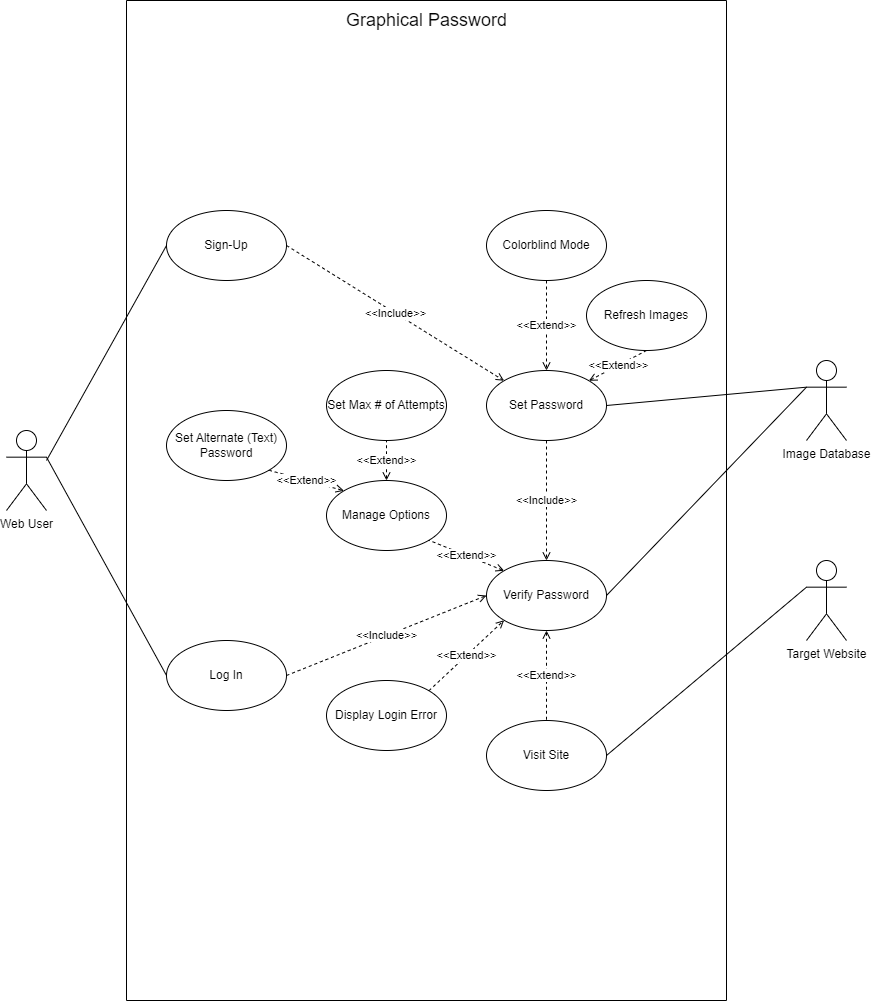 Graphical Password
Sign-Up
Colorblind Mode
<<Include>>
<<Extend>>
Refresh Images
<<Extend>>
Set Max # of Attempts
Set Password
Set Alternate (Text)
Password
<<Extend>>
<<Extend>>
Image Database
Manage Options
<<Include>>
Web User
<<Extend>>
Verify Password
<<Include>>
<<Extend>>
Target Website
Log In
<<Extend>>
Display Login Error
Visit Site